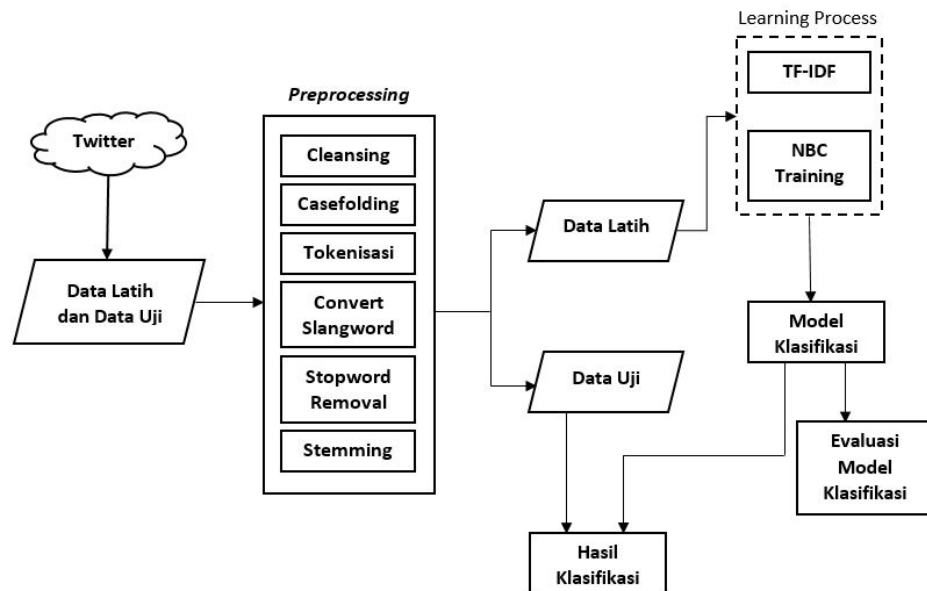 Learning Process
TF-IDF
NBC
Training
Preprocessing
Twitter
Cleansing
Casefolding
Tokenisasi
Convert
Slangword
Stopword
Removal
Stemming
Data Latih
dan Data Uji
Data Latih
Data Uji
Model
Klasifikasi
Evaluasi
Model
Klasifikasi
Hasil
Klasifikasi